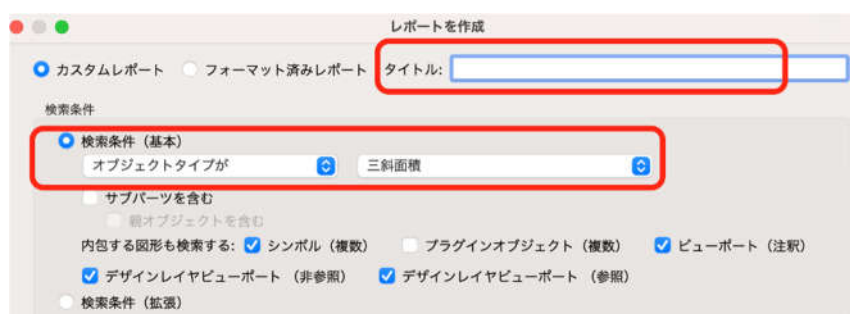 レポートを作成
カスタムレポート フォーマット済みレポート タイトル:
検索条件
検索条件（基本）
オブジェクトタイプが 三斜面積
サブパーツを含む
親オブジェクトを含む
内包する図形も検索する: シンボル（複数） プラグインオブジェクト（複数） ビューポート（注釈）
デザインレイヤビューポート （非参照） デザインレイヤビューポート （参照）
検索条件（拡張）